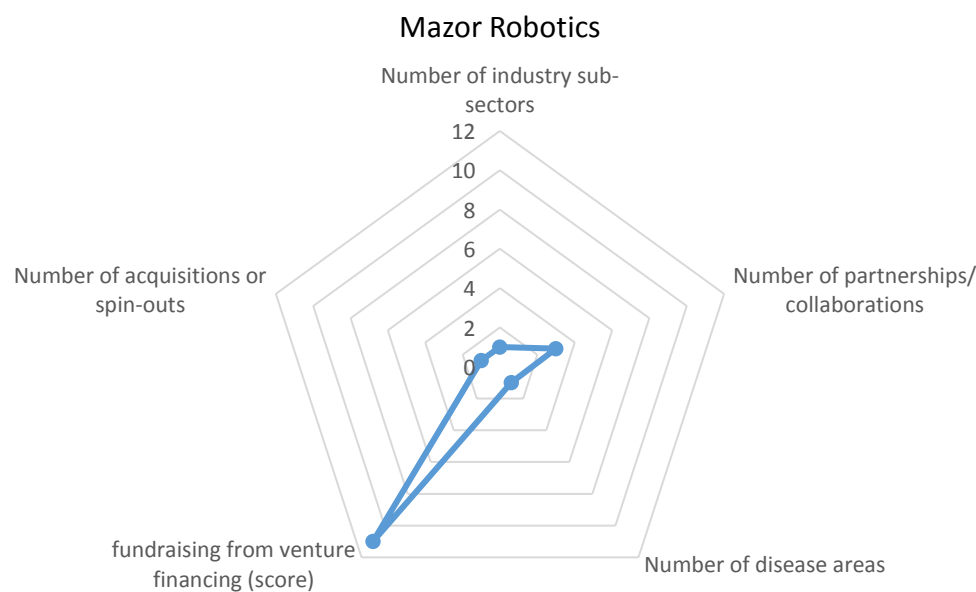 Mazor Robotics
Number of industry sub-
sectors
12
10
8
6
4
2
0
Number of partnerships/
collaborations
Number of disease areas
fundraising from venture
financing (score)
Number of acquisitions or
spin-outs